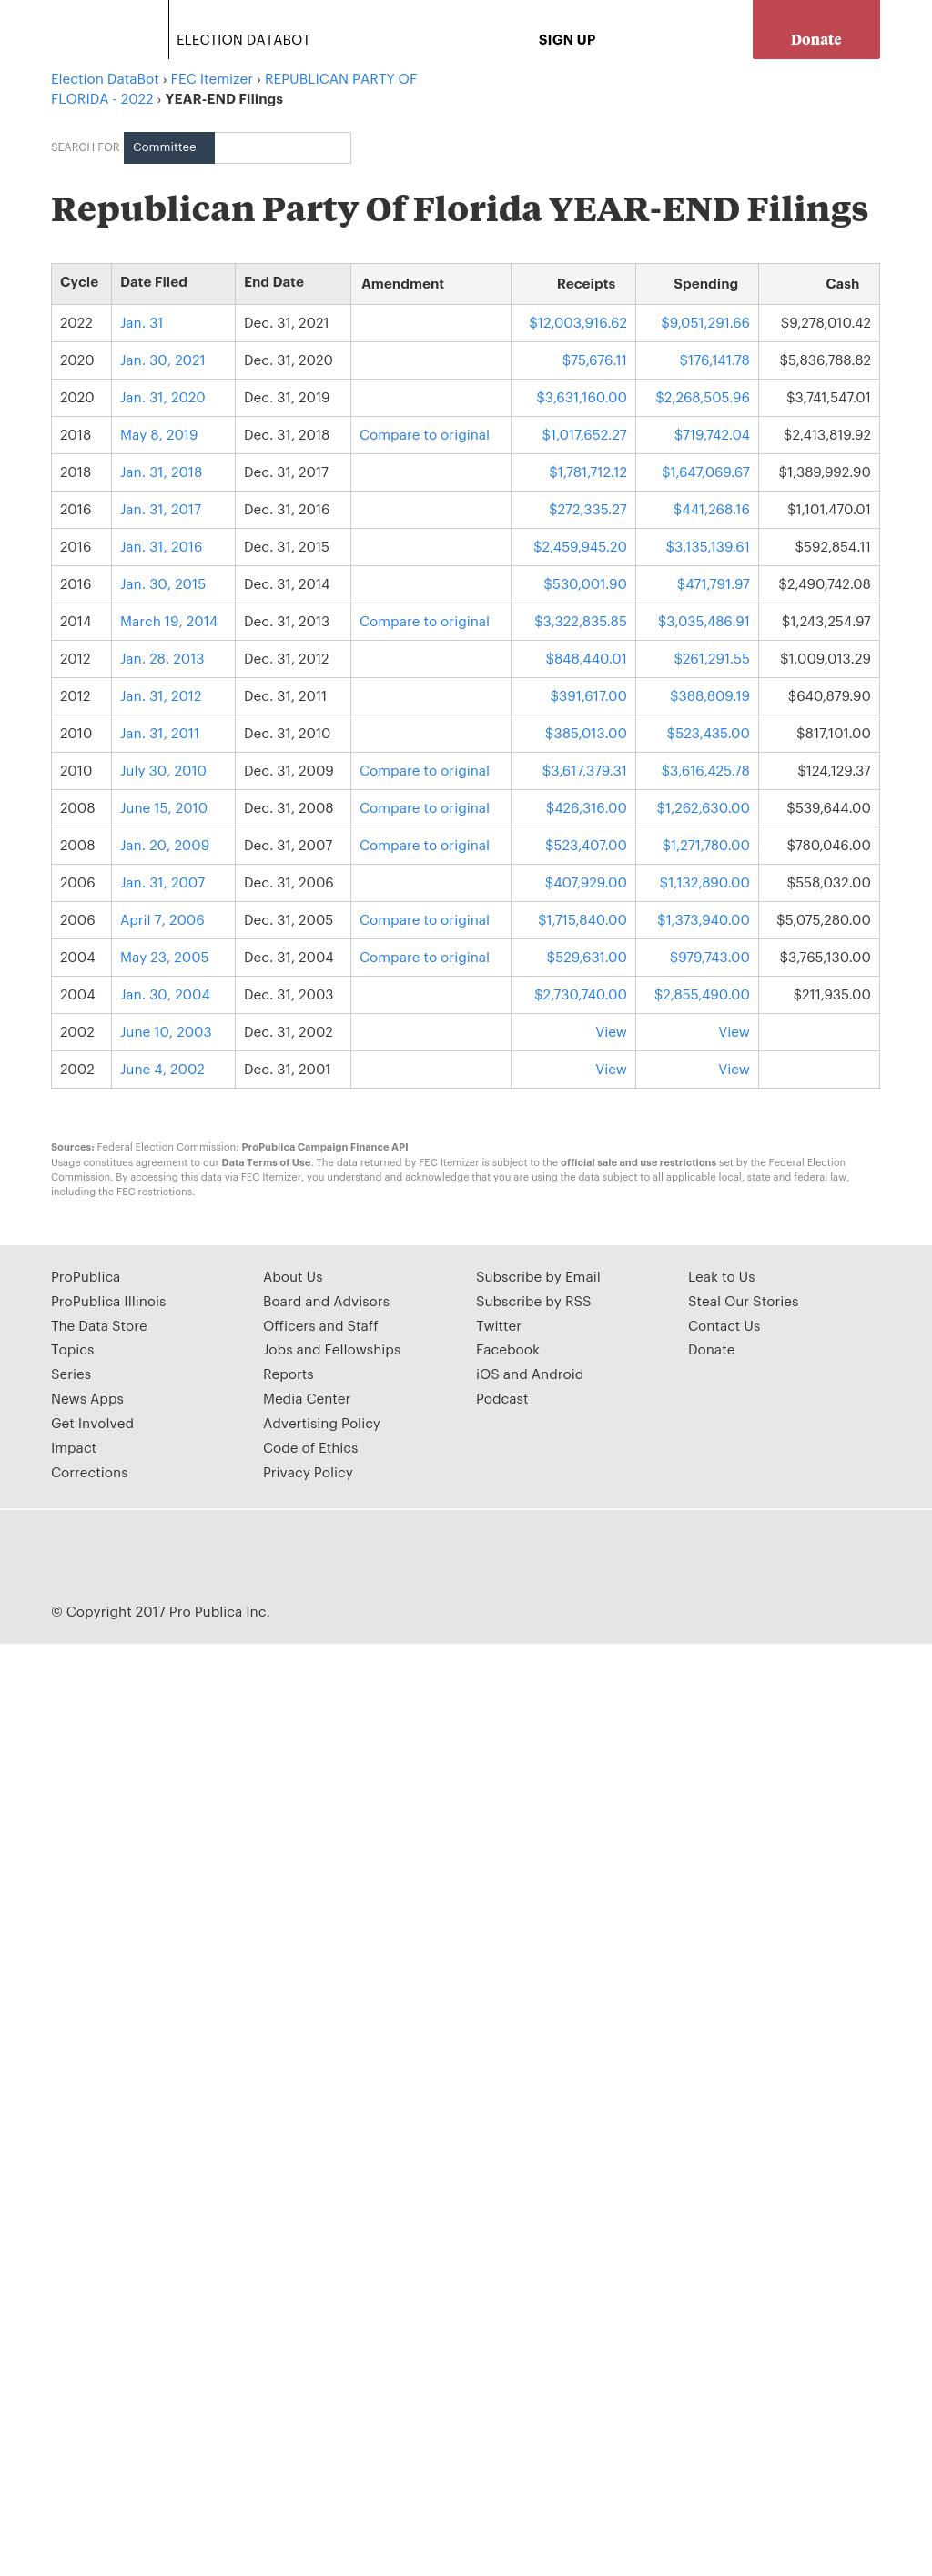 ELECTION DATABOT
SIGN UP
Donate
Election DataBot › FEC Itemizer › REPUBLICAN PARTY OF
FLORIDA - 2022 › YEAR-END Filings
SEARCH FOR Committee
Republican Party Of Florida YEAR-END Filings
Cycle Date Filed End Date Amendment Receipts Spending Cash
2022 Jan. 31 Dec. 31, 2021 $12,003,916.62 $9,051,291.66 $9,278,010.42
2020 Jan. 30, 2021 Dec. 31, 2020 $75,676.11 $176,141.78 $5,836,788.82
2020 Jan. 31, 2020 Dec. 31, 2019 $3,631,160.00 $2,268,505.96 $3,741,547.01
2018 May 8, 2019 Dec. 31, 2018 Compare to original $1,017,652.27 $719,742.04 $2,413,819.92
2018 Jan. 31, 2018 Dec. 31, 2017 $1,781,712.12 $1,647,069.67 $1,389,992.90
2016 Jan. 31, 2017 Dec. 31, 2016 $272,335.27 $441,268.16 $1,101,470.01
2016 Jan. 31, 2016 Dec. 31, 2015 $2,459,945.20 $3,135,139.61 $592,854.11
2016 Jan. 30, 2015 Dec. 31, 2014 $530,001.90 $471,791.97 $2,490,742.08
2014 March 19, 2014 Dec. 31, 2013 Compare to original $3,322,835.85 $3,035,486.91 $1,243,254.97
2012 Jan. 28, 2013 Dec. 31, 2012 $848,440.01 $261,291.55 $1,009,013.29
2012 Jan. 31, 2012 Dec. 31, 2011 $391,617.00 $388,809.19 $640,879.90
2010 Jan. 31, 2011 Dec. 31, 2010 $385,013.00 $523,435.00 $817,101.00
2010 July 30, 2010 Dec. 31, 2009 Compare to original $3,617,379.31 $3,616,425.78 $124,129.37
2008 June 15, 2010 Dec. 31, 2008 Compare to original $426,316.00 $1,262,630.00 $539,644.00
2008 Jan. 20, 2009 Dec. 31, 2007 Compare to original $523,407.00 $1,271,780.00 $780,046.00
2006 Jan. 31, 2007 Dec. 31, 2006 $407,929.00 $1,132,890.00 $558,032.00
2006 April 7, 2006 Dec. 31, 2005 Compare to original $1,715,840.00 $1,373,940.00 $5,075,280.00
2004 May 23, 2005 Dec. 31, 2004 Compare to original $529,631.00 $979,743.00 $3,765,130.00
2004 Jan. 30, 2004 Dec. 31, 2003 $2,730,740.00 $2,855,490.00 $211,935.00
2002 June 10, 2003 Dec. 31, 2002 View View
2002 June 4, 2002 Dec. 31, 2001 View View
Sources: Federal Election Commission; ProPublica Campaign Finance API
Usage constitues agreement to our Data Terms of Use. The data returned by FEC Itemizer is subject to the official sale and use restrictions set by the Federal Election
Commission. By accessing this data via FEC Itemizer, you understand and acknowledge that you are using the data subject to all applicable local, state and federal law,
including the FEC restrictions.
ProPublica About Us Subscribe by Email Leak to Us
ProPublica Illinois Board and Advisors Subscribe by RSS Steal Our Stories
The Data Store Officers and Staff Twitter Contact Us
Topics Jobs and Fellowships Facebook Donate
Series Reports iOS and Android
News Apps Media Center Podcast
Get Involved Advertising Policy
Impact Code of Ethics
Corrections Privacy Policy
© Copyright 2017 Pro Publica Inc.